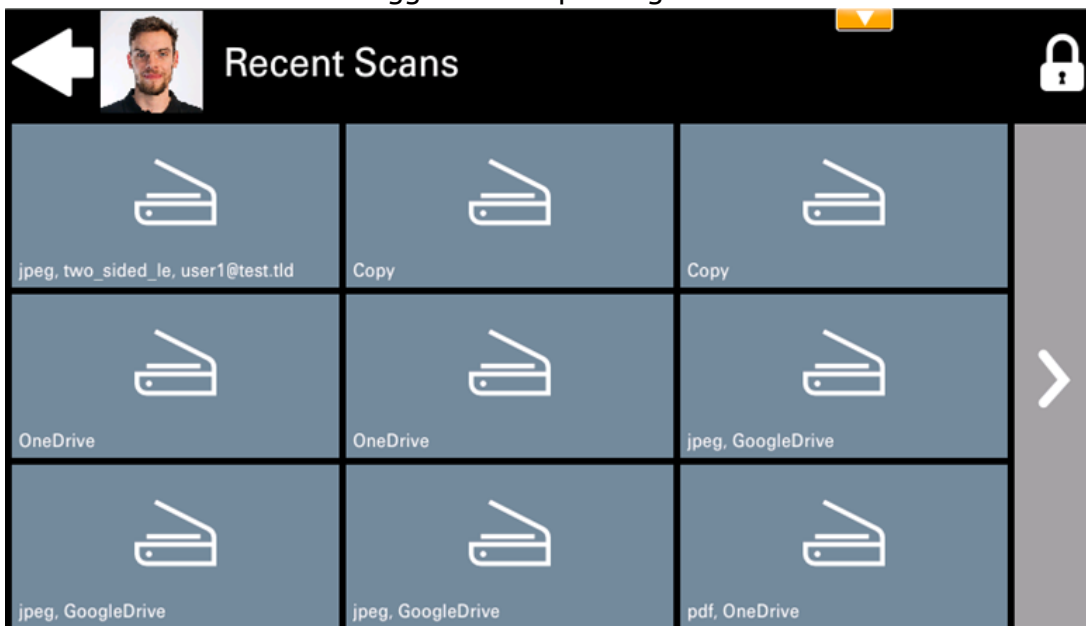 Recent Scans
jpeg, two_sided_le, user1@test.tld
Copy
Copy
OneDrive
OneDrive
jpeg, GoogleDrive
jpeg, GoogleDrive
jpeg, GoogleDrive
pdf, OneDrive